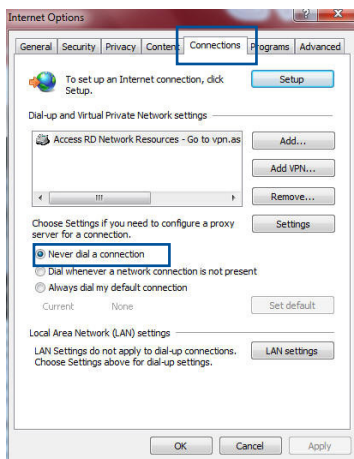 Internet Options
General Security Privacy Content Connections Programs Advanced
To set up an Internet connection, click
Setup.
Setup
Dial-up and Virtual Private Network settings
Access RD Network Resources - Go to vpn.as
Add...
Add VPN...
Remove...
Choose Settings if you need to configure a proxy
server for a connection.
Settings
Never dial a connection
Dial whenever a network connection is not present
Always dial my default connection
Current None
Set default
Local Area Network (LAN) settings
LAN Settings do not apply to dial-up connections.
Choose Settings above for dial-up settings.
LAN settings
OK Cancel Apply